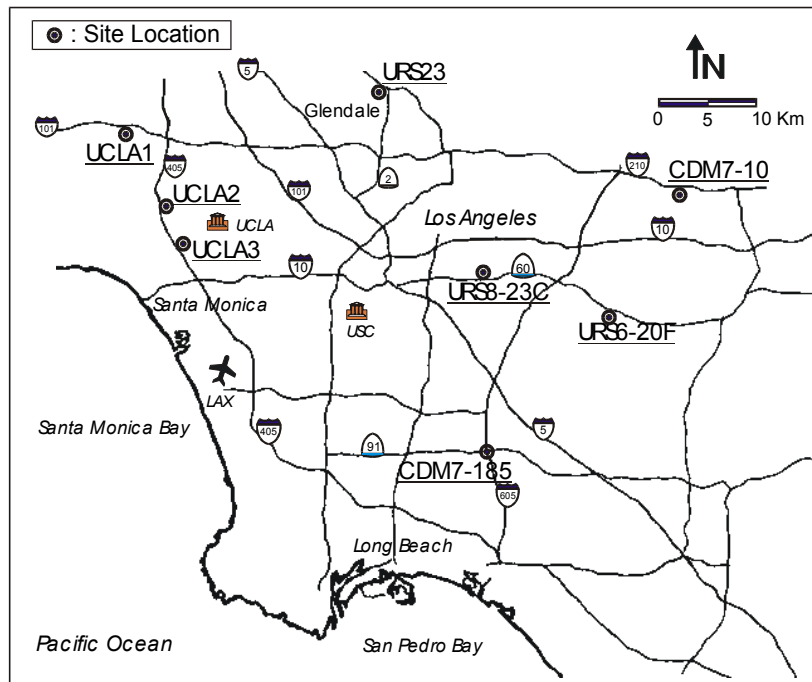 : Site Location
5
URS23
N
Glendale
0 5 10 Km
101
UCLA1
405
210
CDM7-10
2
101
UCLA2
UCLA
Los Angeles
10
UCLA3
10
60
URS8-23C
Santa Monica
USC
URS6-20F
LAX
Santa Monica Bay
405
5
91
CDM7-185
605
Long Beach
Pacific Ocean
San Pedro Bay